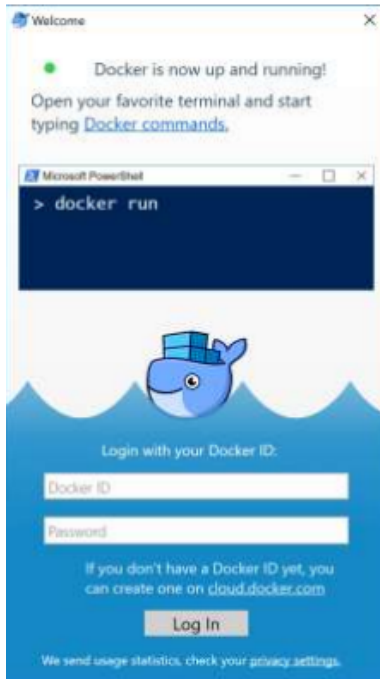 Welcome
Docker is now up and running!
Open your favorite terminal and start
typing Docker commands.
Microsoft PowerShell
> docker run
Login with your Docker ID:
Docker ID
Password
If you don't have a Docker ID yet, you
can create one on cloud.docker.com
Log In
We send usage statistics, check your privacy settings.